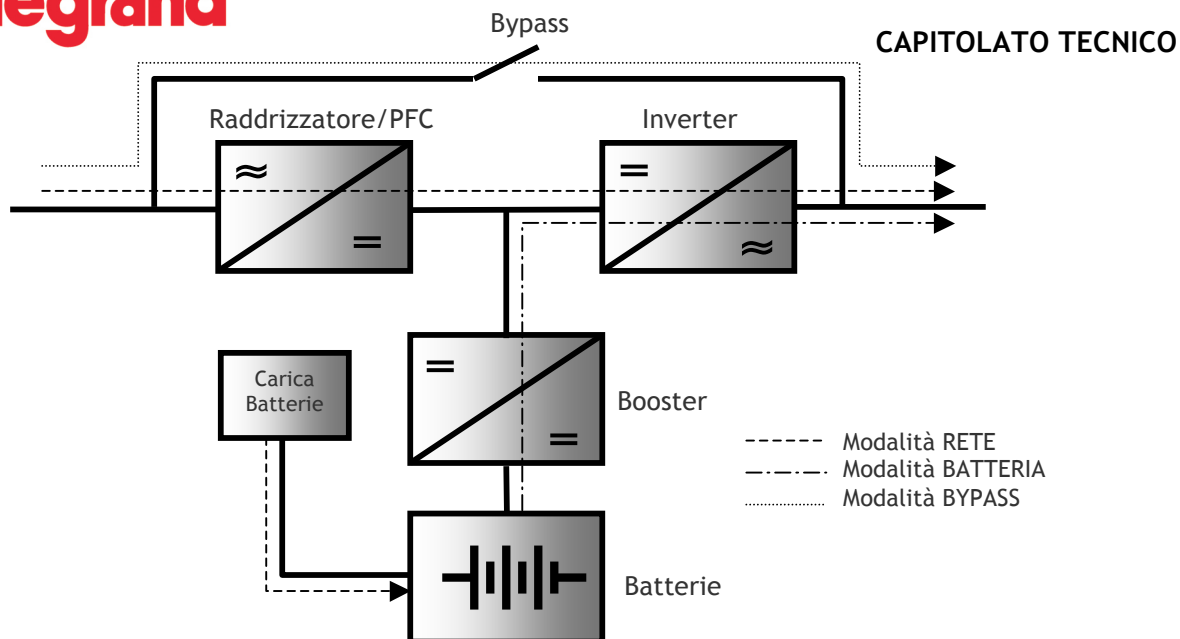 legrand
Bypass
CAPITOLATO TECNICO
Raddrizzatore/PFC
Inverter
Carica
Batterie
Booster
Modalità RETE
Modalità BATTERIA
Modalità BYPASS
Batterie